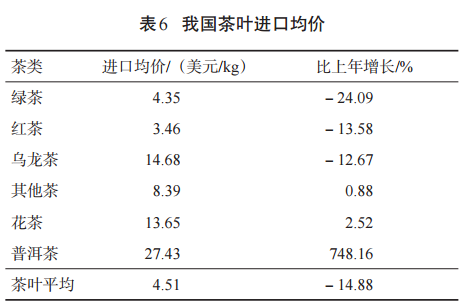 表6 我国茶叶进口均价
茶类 进口均价/（美元/kg） 比上年增长/%
绿茶 4.35 －24.09
红茶 3.46 －13.58
乌龙茶 14.68 －12.67
其他茶 8.39 0.88
花茶 13.65 2.52
普洱茶 27.43 748.16
茶叶平均 4.51 －14.88